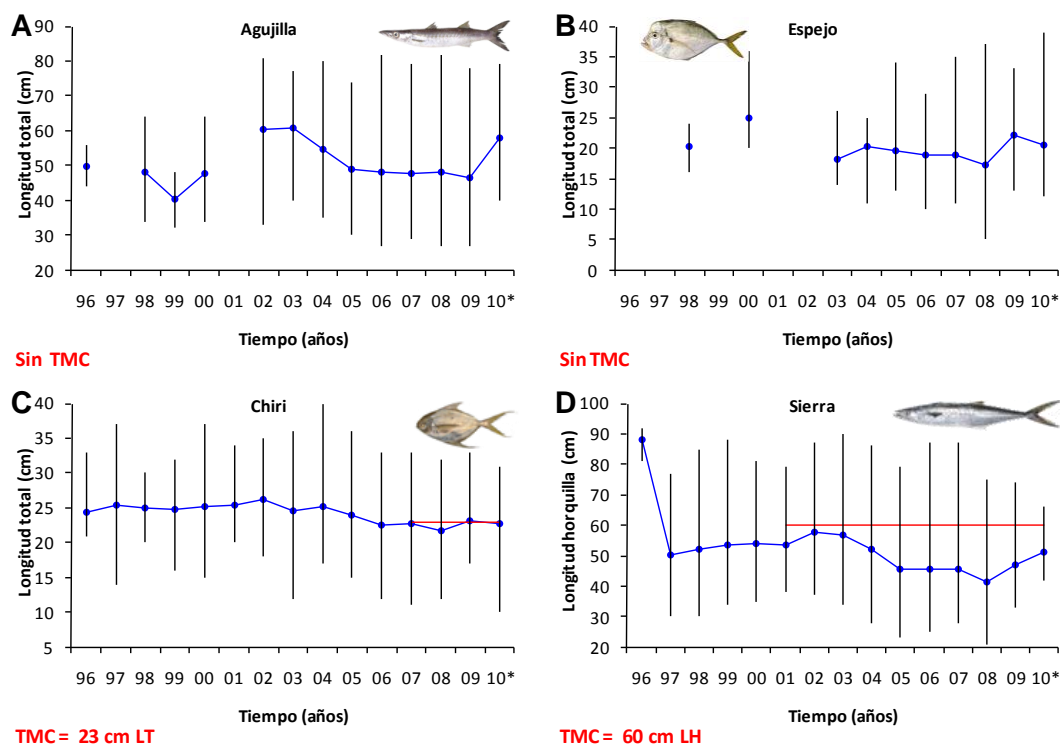 A
Agujilla
Longitud total (cm)
90
80
70
60
50
40
30
20
96 97 98 99 00 01 02 03 04 05 06 07 08 09 10*
Tiempo (años)
Sin TMC
B
Espejo
Longitud total (cm)
40
35
30
25
20
15
10
5
0
96 97 98 99 00 01 02 03 04 05 06 07 08 09 10*
Tiempo (años)
Sin TMC
C
Chiri
Longitud total (cm)
40
35
30
25
20
15
10
5
96 97 98 99 00 01 02 03 04 05 06 07 08 09 10*
Tiempo (años)
TMC = 23 cm LT
D
Sierra
Longitud horquilla (cm)
100
90
80
70
60
50
40
30
20
96 97 98 99 00 01 02 03 04 05 06 07 08 09 10*
Tiempo (años)
TMC = 60 cm LH